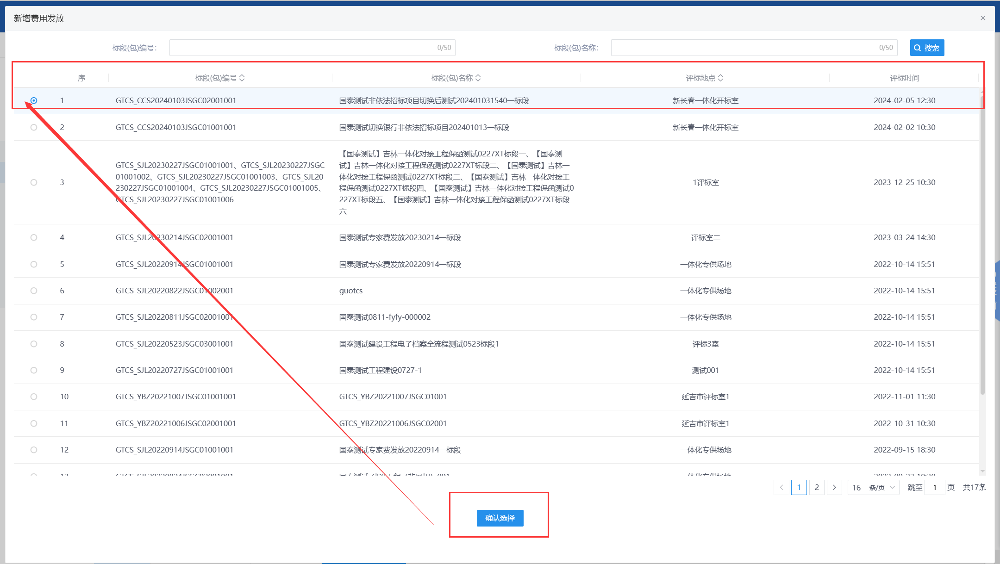 新增费用发放
标段(包)编号：
0/50
标段(包)名称：
0/50
搜索
序 标段(包)编号 标段(包)名称 评标地点 评标时间
1 GTCS_CCS20240103JSGC02001001 国泰测试非依法招标项目切换后测试202401031540一标段 新长春一体化开标室 2024-02-05 12:30
2 GTCS_CCS20240103JSGC01001001 国泰测试切换银行非依法招标项目202401013一标段 新长春一体化开标室 2024-02-02 10:30
3
GTCS_SJL20230227JSGC01001001、GTCS_SJL20230227JSGC
01001002、GTCS_SJL20230227JSGC01001003、GTCS_SJL20
230227JSGC01001004、GTCS_SJL20230227JSGC01001005、
GTCS_SJL20230227JSGC01001006
【国泰测试】吉林一体化对接工程保函测试0227XT标段一、【国泰测
试】吉林一体化对接工程保函测试0227XT标段二、【国泰测试】吉林一
体化对接工程保函测试0227XT标段三、【国泰测试】吉林一体化对接工
程保函测试0227XT标段四、【国泰测试】吉林一体化对接工程保函测试0
227XT标段五、【国泰测试】吉林一体化对接工程保函测试0227XT标段
六
1评标室
2023-12-25 10:30
4 GTCS_SJL20230214JSGC02001001 国泰测试专家费发放20230214一标段 评标室二 2023-03-24 14:30
5 GTCS_SJL20220914JSGC01001001 国泰测试专家费发放20220914一标段 一体化专供场地 2022-10-14 15:51
6 GTCS_SJL20220822JSGC01002001 guotcs 一体化专供场地 2022-10-14 15:51
7 GTCS_SJL20220811JSGC02001001 国泰测试0811-fyfy-000002 一体化专供场地 2022-10-14 15:51
8 GTCS_SJL20220523JSGC03001001 国泰测试建设工程电子档案全流程测试0523标段1 评标3室 2022-10-14 15:51
9 GTCS_SJL20220727JSGC01001001 国泰测试工程建设0727-1 测试001 2022-10-14 15:51
10 GTCS_YBZ20221007JSGC01001001 GTCS_YBZ20221007JSGC01001 延吉市评标室1 2022-11-01 11:30
11 GTCS_YBZ20221006JSGC02001001 GTCS_YBZ20221006JSGC02001 延吉市评标室1 2022-10-31 10:30
12 GTCS_SJL20220914JSGC01001001 国泰测试专家费发放20220914一标段 一体化专供场地 2022-09-15 18:30
1 2 16 条/页 跳至 1 页 共17条
确认选择